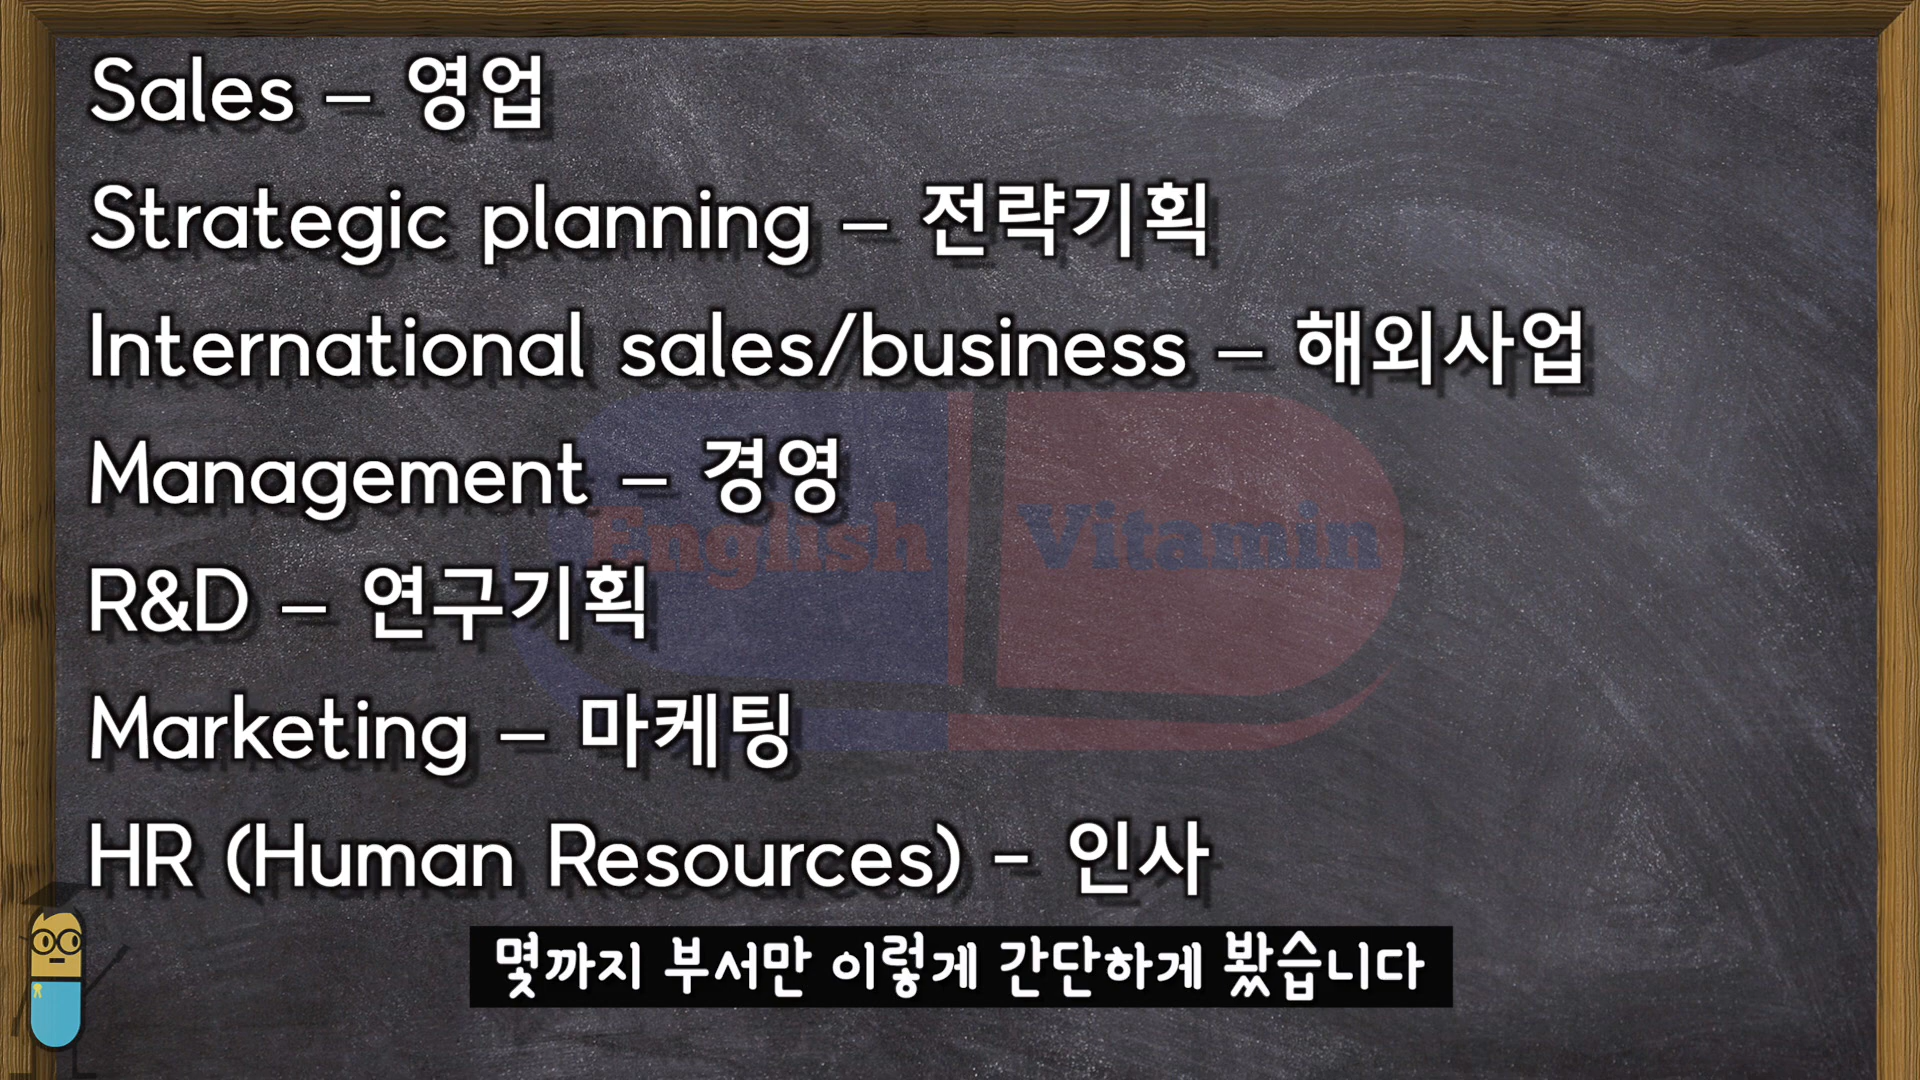 Sales – 영업
Strategic planning – 전략기획
International sales/business – 해외사업
Management – 경영
English Vitamin
R&D – 연구기획
Marketing – 마케팅
HR (Human Resources) - 인사
몇까지 부서만 이렇게 간단하게 봤습니다